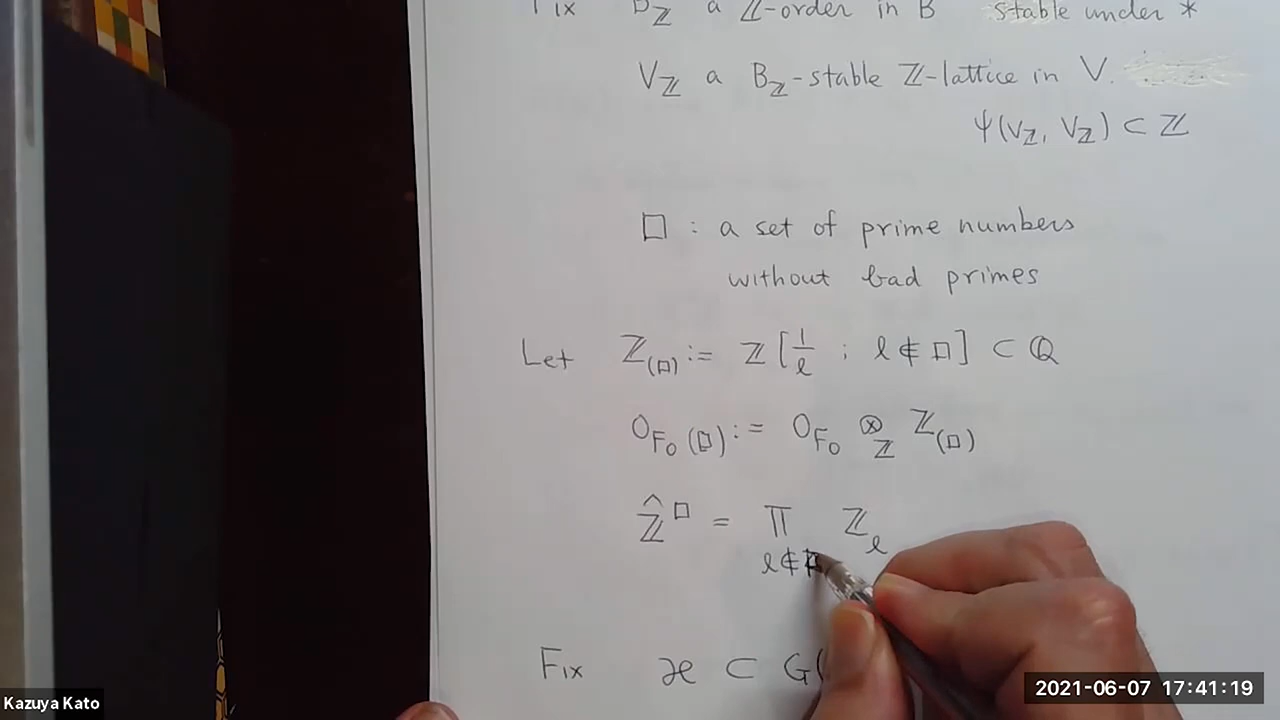 Fix B_ℤ a ℤ-order in B stable under *
V_ℤ a B_ℤ-stable ℤ-lattice in V.
ψ(V_ℤ, V_ℤ) ⊂ ℤ
□ : a set of prime numbers
without bad primes
Let ℤ_(□) := ℤ[1/ℓ ; ℓ ∉ □] ⊂ ℚ
O_F₀(□) := O_F₀ ⊗_ℤ ℤ_(□)
ℤ̂^□ = Π_{ℓ∉□} ℤ_ℓ
Fix ℋ ⊂ G(
Kazuya Kato
2021-06-07 17:41:19